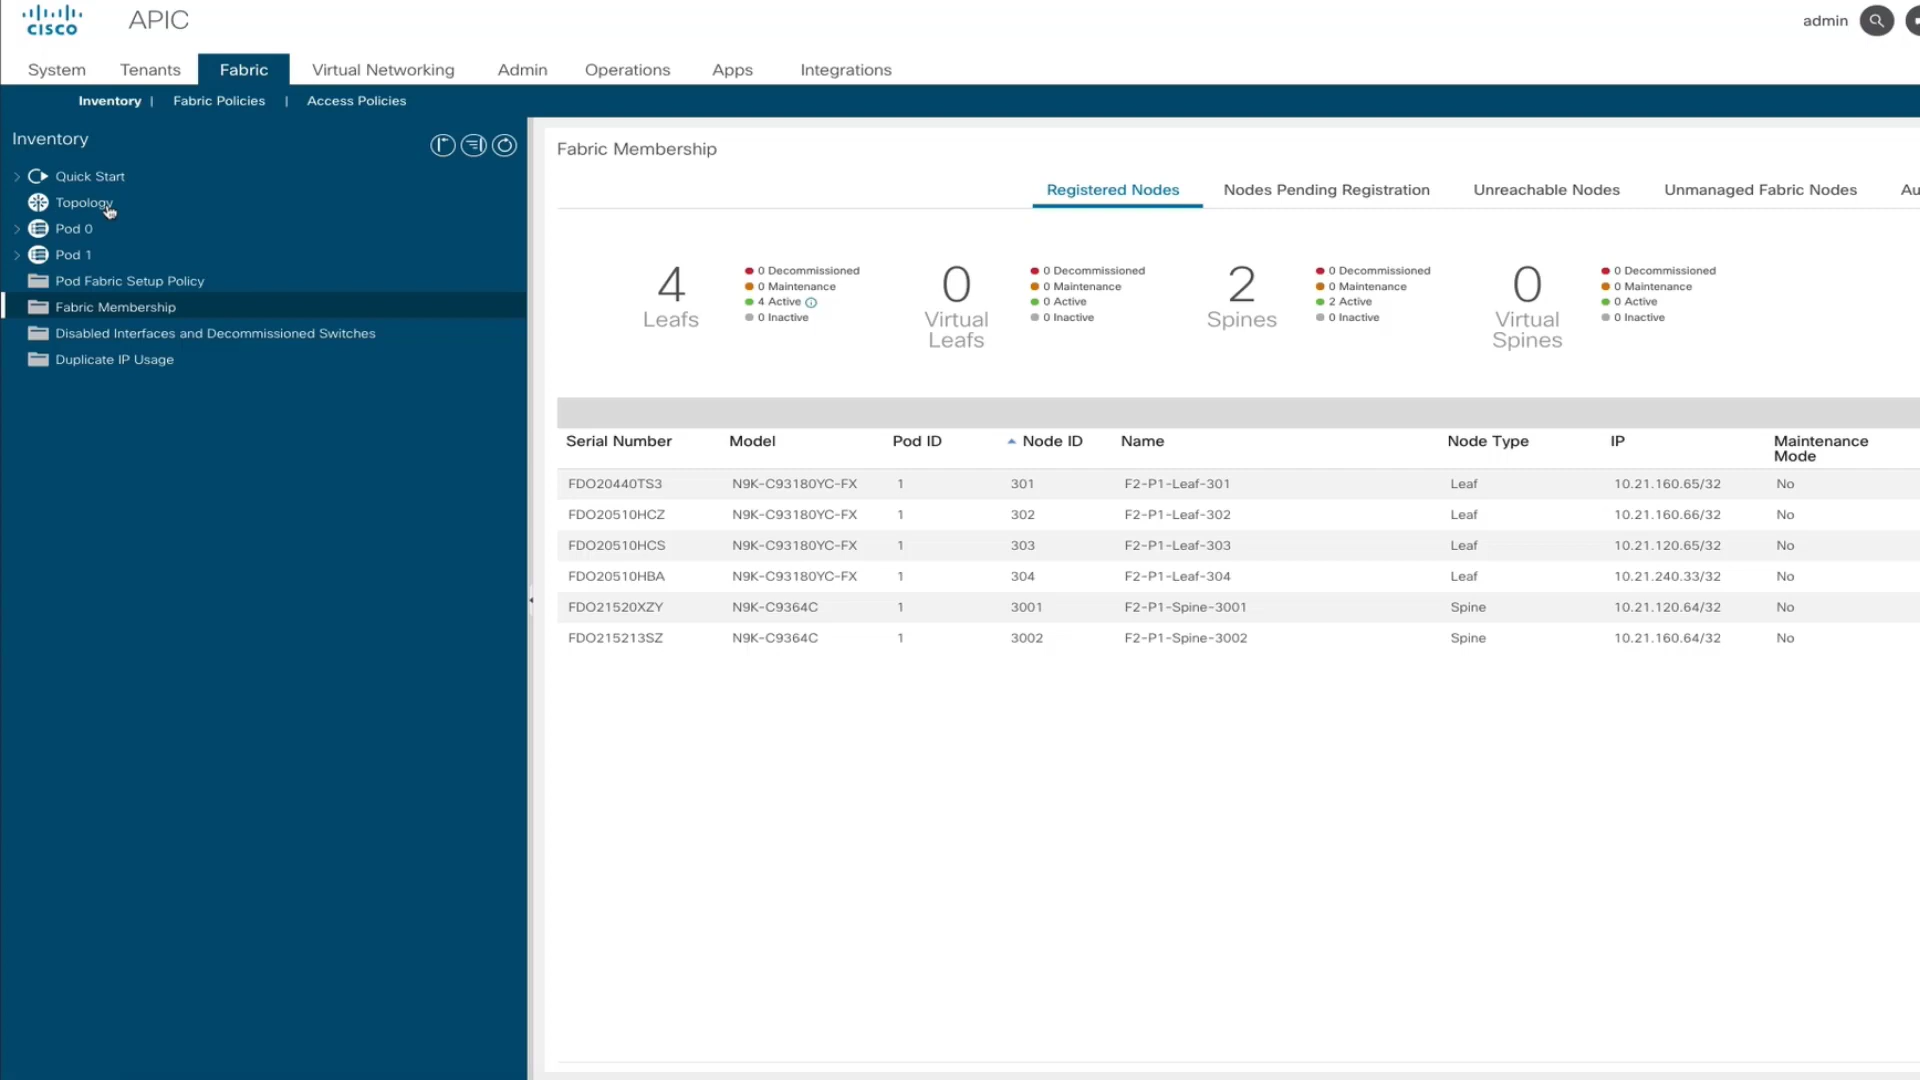 CISCO APIC admin
System Tenants Fabric Virtual Networking Admin Operations Apps Integrations
Inventory | Fabric Policies | Access Policies
Inventory
Quick Start
Topology
Pod 0
Pod 1
Pod Fabric Setup Policy
Fabric Membership
Disabled Interfaces and Decommissioned Switches
Duplicate IP Usage
Fabric Membership
Registered Nodes Nodes Pending Registration Unreachable Nodes Unmanaged Fabric Nodes Au
4
Leafs
0 Decommissioned
0 Maintenance
4 Active
0 Inactive
0
Virtual
Leafs
0 Decommissioned
0 Maintenance
0 Active
0 Inactive
2
Spines
0 Decommissioned
0 Maintenance
2 Active
0 Inactive
0
Virtual
Spines
0 Decommissioned
0 Maintenance
0 Active
0 Inactive
Serial Number Model Pod ID Node ID Name Node Type IP Maintenance Mode
FDO20440TS3 N9K-C93180YC-FX 1 301 F2-P1-Leaf-301 Leaf 10.21.160.65/32 No
FDO20510HCZ N9K-C93180YC-FX 1 302 F2-P1-Leaf-302 Leaf 10.21.160.66/32 No
FDO20510HCS N9K-C93180YC-FX 1 303 F2-P1-Leaf-303 Leaf 10.21.120.65/32 No
FDO20510HBA N9K-C93180YC-FX 1 304 F2-P1-Leaf-304 Leaf 10.21.240.33/32 No
FDO21520XZY N9K-C9364C 1 3001 F2-P1-Spine-3001 Spine 10.21.120.64/32 No
FDO215213SZ N9K-C9364C 1 3002 F2-P1-Spine-3002 Spine 10.21.160.64/32 No